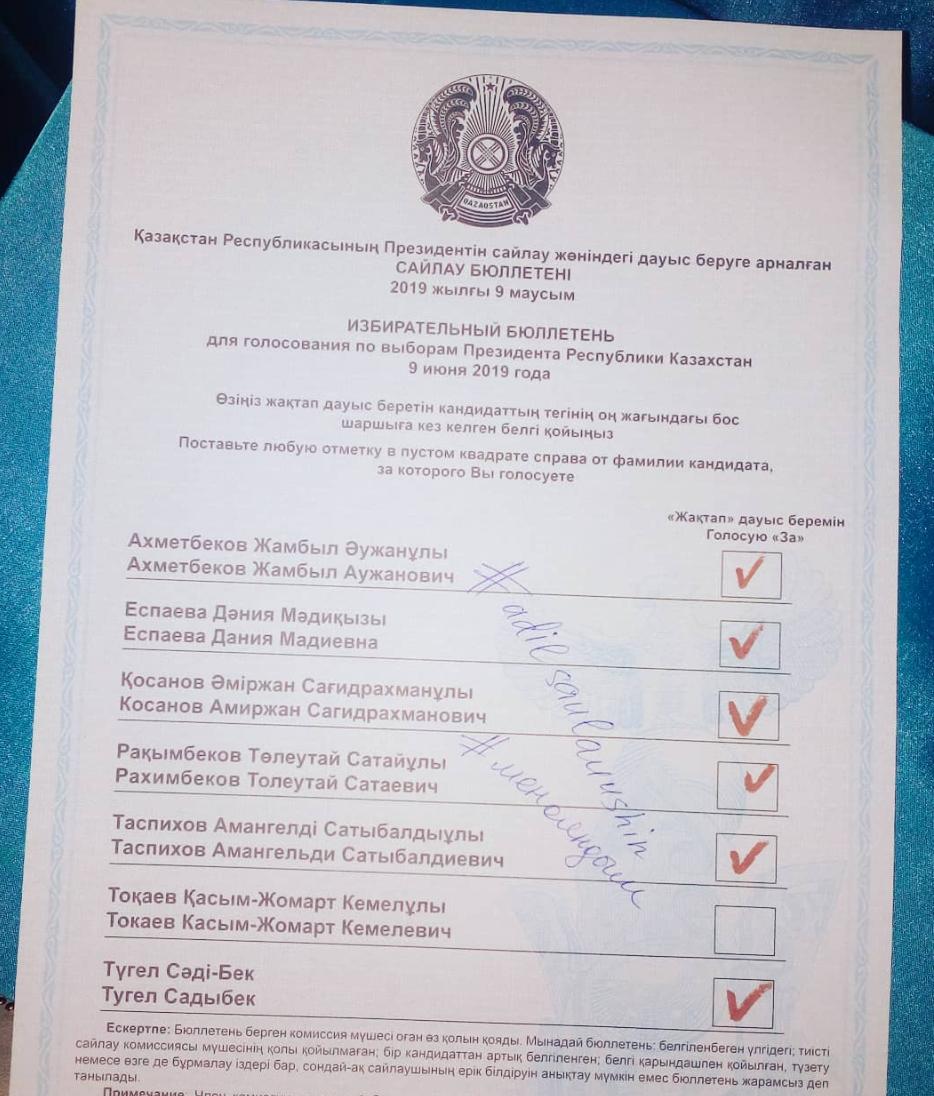 QAZAQSTAN
Қазақстан Республикасының Президентін сайлау жөніндегі дауыс беруге арналған
САЙЛАУ БЮЛЛЕТЕНІ
2019 жылғы 9 маусым
ИЗБИРАТЕЛЬНЫЙ БЮЛЛЕТЕНЬ
для голосования по выборам Президента Республики Казахстан
9 июня 2019 года
Өзіңіз жақтап дауыс беретін кандидаттың тегінің оң жағындағы бос
шаршыға кез келген белгі қойыңыз
Поставьте любую отметку в пустом квадрате справа от фамилии кандидата,
за которого Вы голосуете
«Жақтап» дауыс беремін
Голосую «За»
Ахметбеков Жамбыл Әужанұлы
Ахметбеков Жамбыл Аужанович
Еспаева Дәния Мәдиқызы
Еспаева Дания Мадиевна
Қосанов Әміржан Сағидрахманұлы
Косанов Амиржан Сагидрахманович
Рақымбеков Төлеутай Сатайұлы
Рахимбеков Толеутай Сатаевич
Таспихов Амангелді Сатыбалдыұлы
Таспихов Амангельди Сатыбалдиевич
Тоқаев Қасым-Жомарт Кемелұлы
Токаев Касым-Жомарт Кемелевич
Түгел Сәді-Бек
Тугел Садыбек
#adil saulau ushin
Ескертпе: Бюллетень берген комиссия мүшесі оған өз қолын қояды. Мынадай бюллетень: белгіленбеген үлгідегі; тиісті
сайлау комиссиясы мүшесінің қолы қойылмаған; бір кандидаттан артық белгіленген; белгі қарындашпен қойылған, түзету
немесе өзге де бұрмалау іздері бар, сондай-ақ сайлаушының ерік білдіруін анықтау мүмкін емес бюллетень жарамсыз деп
танылады.
Примечание: Член